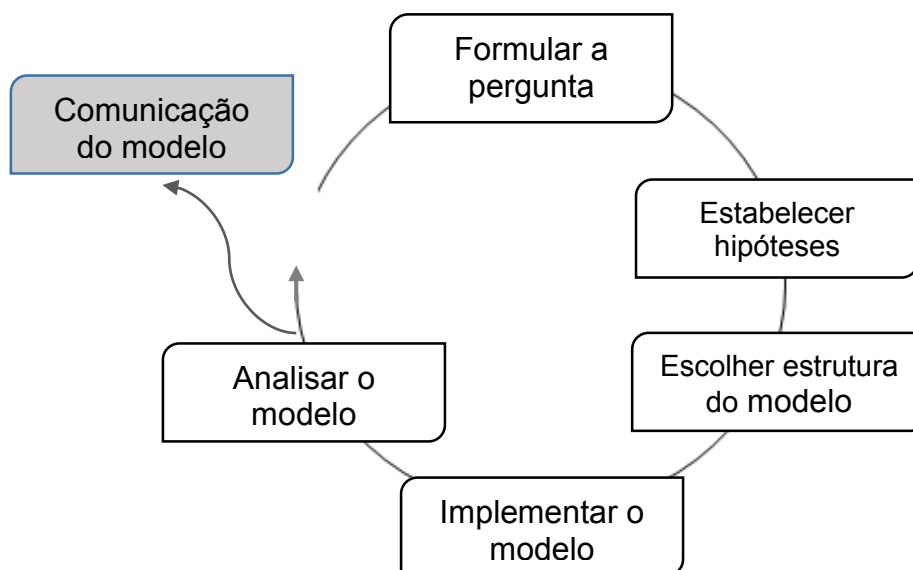 Formular a
pergunta
Comunicação
do modelo
Estabelecer
hipóteses
Escolher estrutura
do modelo
Analisar o
modelo
Implementar o
modelo